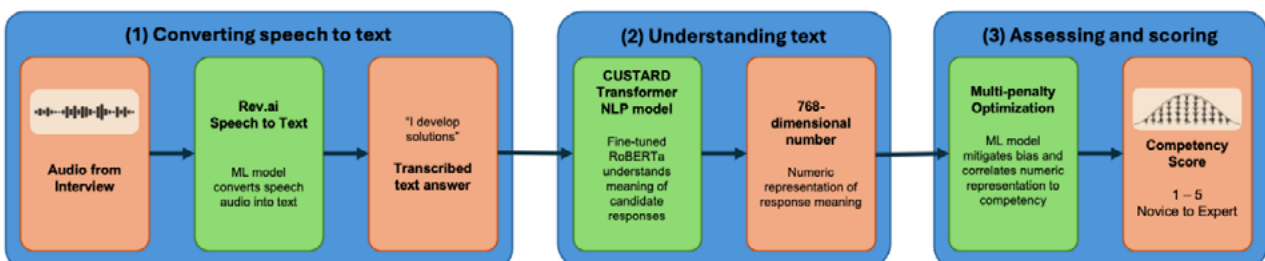 (1) Converting speech to text
Audio from
Interview
Rev.ai
Speech to Text
ML model
converts speech
audio into text
“I develop
solutions”
Transcribed
text answer
(2) Understanding text
CUSTARD
Transformer
NLP model
Fine-tuned
RoBERTa
understands
meaning of
candidate
responses
768-
dimensional
number
Numeric
representation of
response meaning
(3) Assessing and scoring
Multi-penalty
Optimization
ML model
mitigates bias and
correlates numeric
representation to
competency
Competency
Score
1 – 5
Novice to Expert